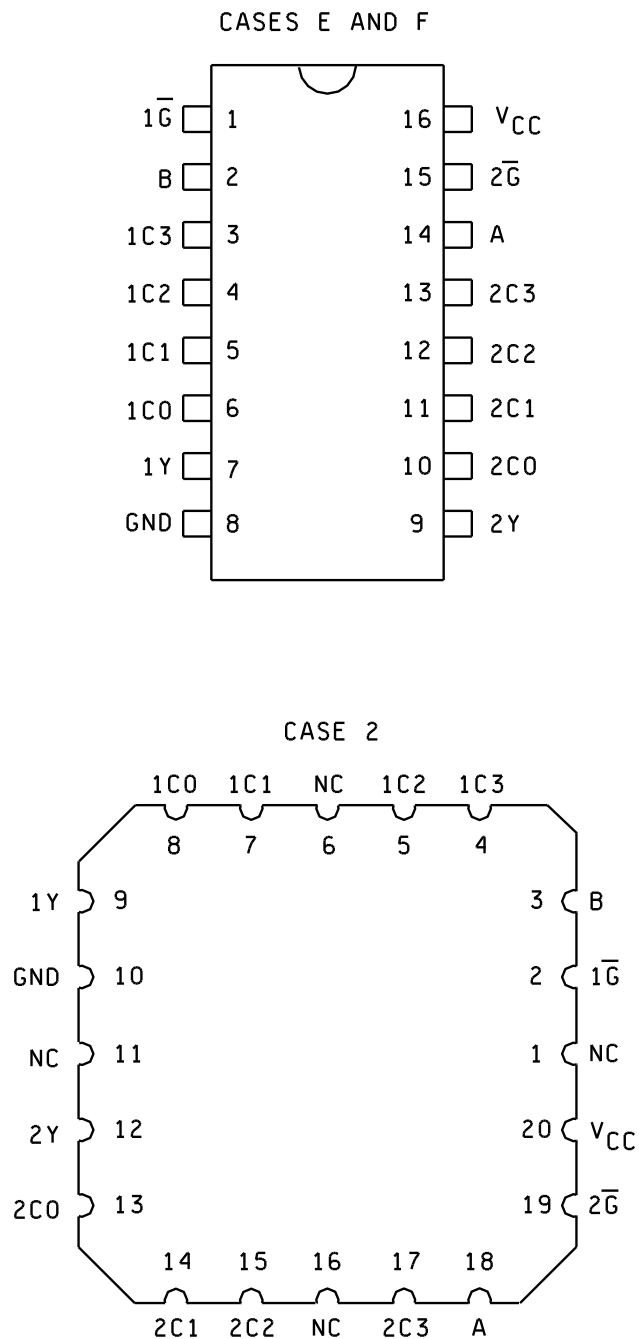 CASES E AND F
1G̅ 1 16 VCC
B 2 15 2G̅
1C3 3 14 A
1C2 4 13 2C3
1C1 5 12 2C2
1C0 6 11 2C1
1Y 7 10 2C0
GND 8 9 2Y
CASE 2
1C0 1C1 NC 1C2 1C3
8 7 6 5 4
1Y 9 3 B
GND 10 2 1G̅
NC 11 1 NC
2Y 12 20 VCC
2C0 13 19 2G̅
14 15 16 17 18
2C1 2C2 NC 2C3 A